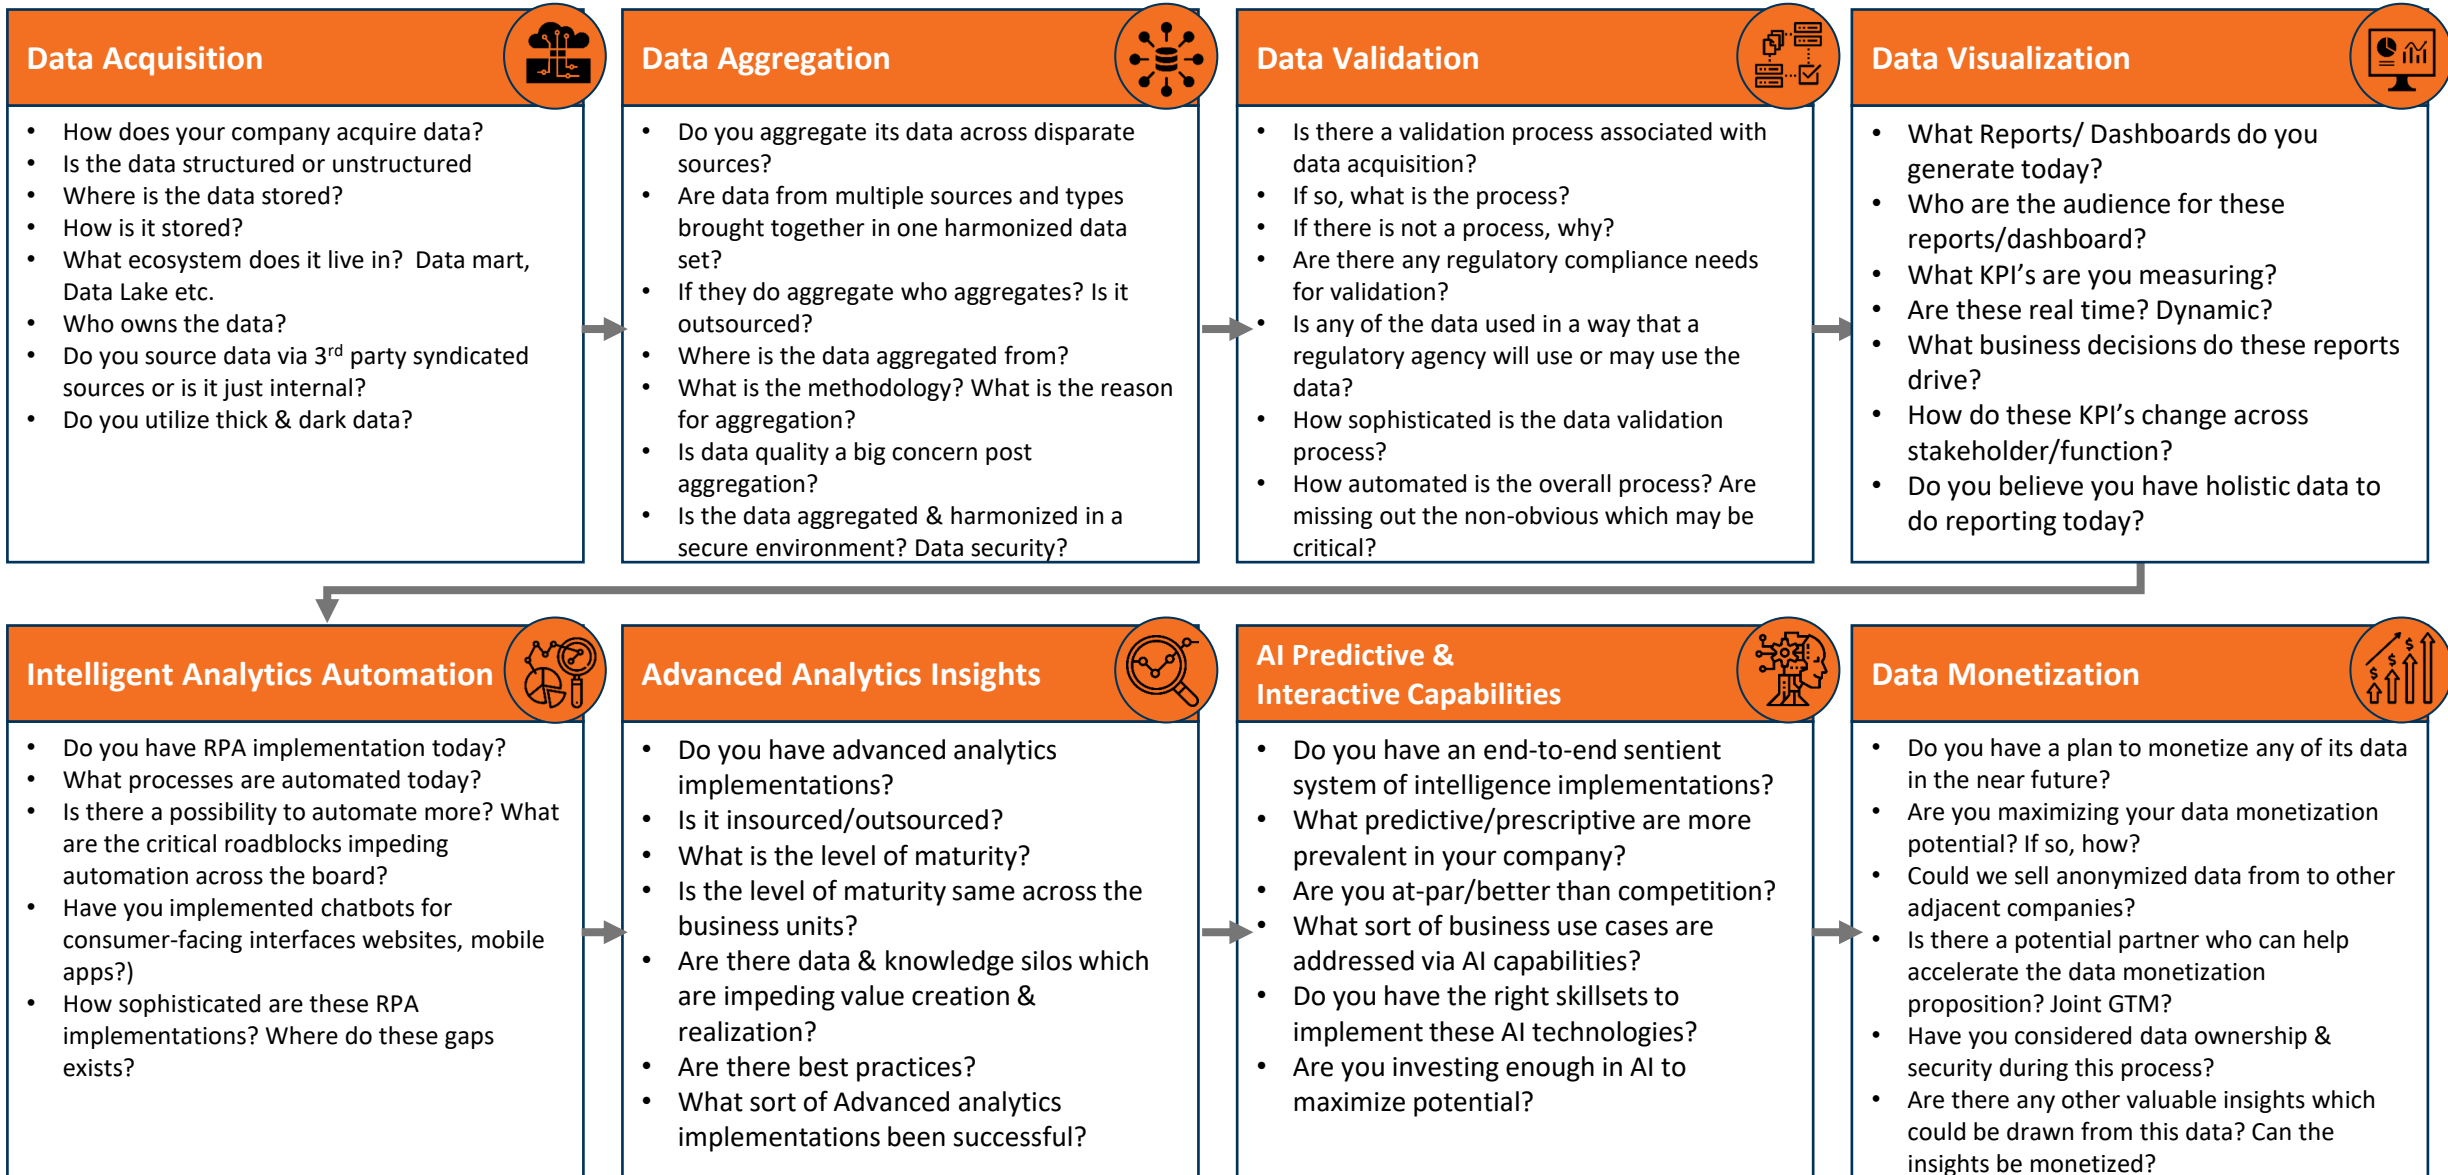 Data Acquisition
• How does your company acquire data?
• Is the data structured or unstructured
• Where is the data stored?
• How is it stored?
• What ecosystem does it live in?  Data mart,
Data Lake etc.
• Who owns the data?
• Do you source data via 3rd party syndicated
sources or is it just internal?
• Do you utilize thick & dark data?
Data Aggregation
• Do you aggregate its data across disparate
sources?
• Are data from multiple sources and types
brought together in one harmonized data
set?
• If they do aggregate who aggregates? Is it
outsourced?
• Where is the data aggregated from?
• What is the methodology? What is the reason
for aggregation?
• Is data quality a big concern post
aggregation?
• Is the data aggregated & harmonized in a
secure environment? Data security?
Data Validation
• Is there a validation process associated with
data acquisition?
• If so, what is the process?
• If there is not a process, why?
• Are there any regulatory compliance needs
for validation?
• Is any of the data used in a way that a
regulatory agency will use or may use the
data?
• How sophisticated is the data validation
process?
• How automated is the overall process? Are
missing out the non-obvious which may be
critical?
Data Visualization
• What Reports/ Dashboards do you
generate today?
• Who are the audience for these
reports/dashboard?
• What KPI's are you measuring?
• Are these real time? Dynamic?
• What business decisions do these reports
drive?
• How do these KPI's change across
stakeholder/function?
• Do you believe you have holistic data to
do reporting today?
Intelligent Analytics Automation
• Do you have RPA implementation today?
• What processes are automated today?
• Is there a possibility to automate more? What
are the critical roadblocks impeding
automation across the board?
• Have you implemented chatbots for
consumer-facing interfaces websites, mobile
apps?)
• How sophisticated are these RPA
implementations? Where do these gaps
exists?
Advanced Analytics Insights
• Do you have advanced analytics
implementations?
• Is it insourced/outsourced?
• What is the level of maturity?
• Is the level of maturity same across the
business units?
• Are there data & knowledge silos which
are impeding value creation &
realization?
• Are there best practices?
• What sort of Advanced analytics
implementations been successful?
AI Predictive &
Interactive Capabilities
• Do you have an end-to-end sentient
system of intelligence implementations?
• What predictive/prescriptive are more
prevalent in your company?
• Are you at-par/better than competition?
• What sort of business use cases are
addressed via AI capabilities?
• Do you have the right skillsets to
implement these AI technologies?
• Are you investing enough in AI to
maximize potential?
Data Monetization
• Do you have a plan to monetize any of its data
in the near future?
• Are you maximizing your data monetization
potential? If so, how?
• Could we sell anonymized data from to other
adjacent companies?
• Is there a potential partner who can help
accelerate the data monetization
proposition? Joint GTM?
• Have you considered data ownership &
security during this process?
• Are there any other valuable insights which
could be drawn from this data? Can the
insights be monetized?